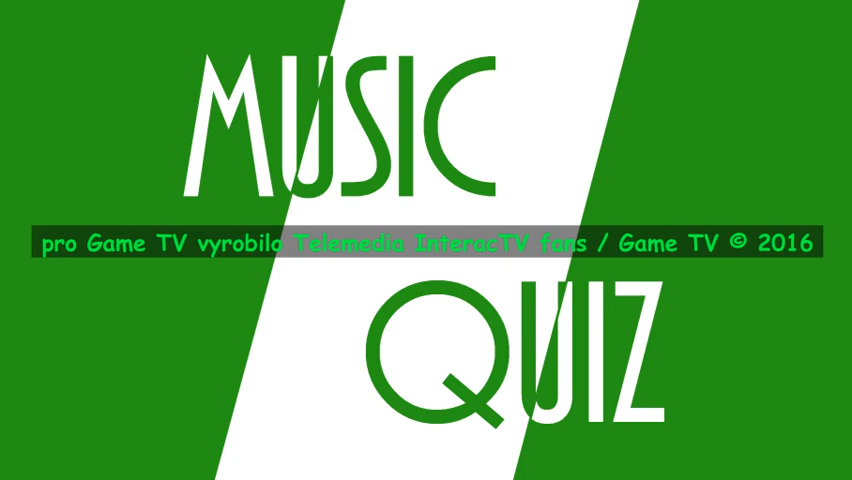 MUSIC
pro Game TV vyrobilo Telemedia InteracTV fans / Game TV © 2016
QUIZ